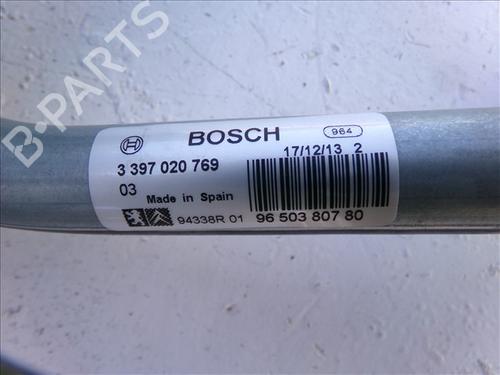 B-PARTS
BOSCH
964
3 397 020 769
17/12/13 2
03
Made in Spain
94338R 01
96 503 807 80